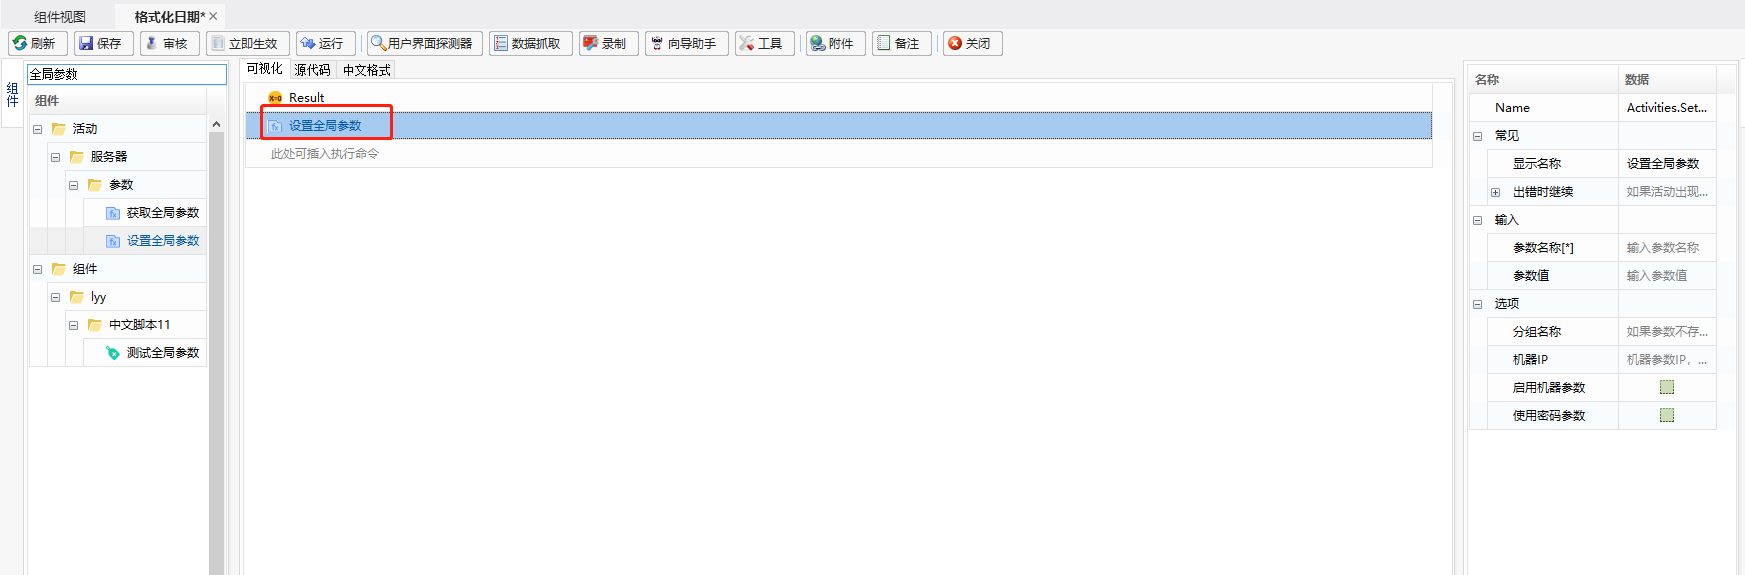 组件视图 格式化日期*
刷新 保存 审核 立即生效 运行 用户界面探测器 数据抓取 录制 向导助手 工具 附件 备注 关闭
组件
全局参数
组件
活动
服务器
参数
获取全局参数
设置全局参数
组件
lyy
中文脚本11
测试全局参数
可视化 源代码 中文格式
Result
设置全局参数
此处可插入执行命令
名称 数据
Name Activities.Set...
常见
显示名称 设置全局参数
出错时继续 如果活动出现...
输入
参数名称[*] 输入参数名称
参数值 输入参数值
选项
分组名称 如果参数不存...
机器IP 机器参数IP，...
启用机器参数
使用密码参数